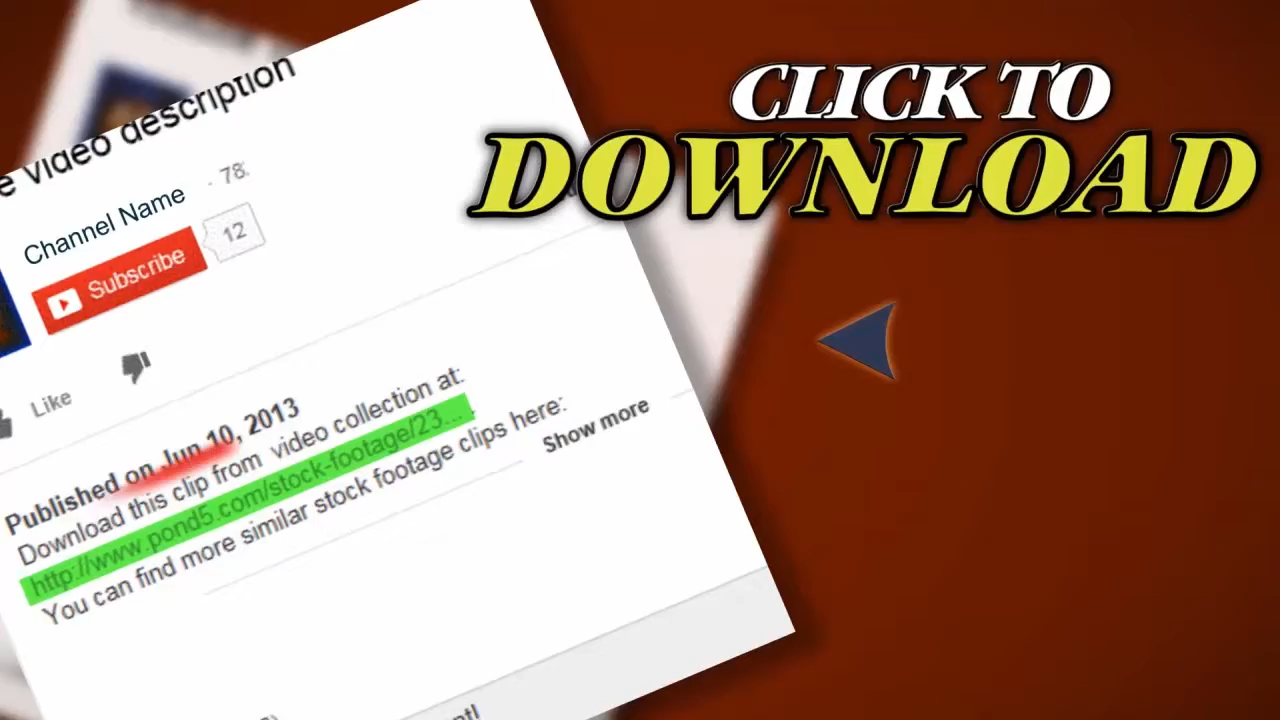 CLICK TO
DOWNLOAD
video description
Channel Name
78
Subscribe
12
Like
Published on Jun 10, 2013
Download this clip from video collection at:
http://www.pond5.com/stock-footage/23...
You can find more similar stock footage clips here:
Show more